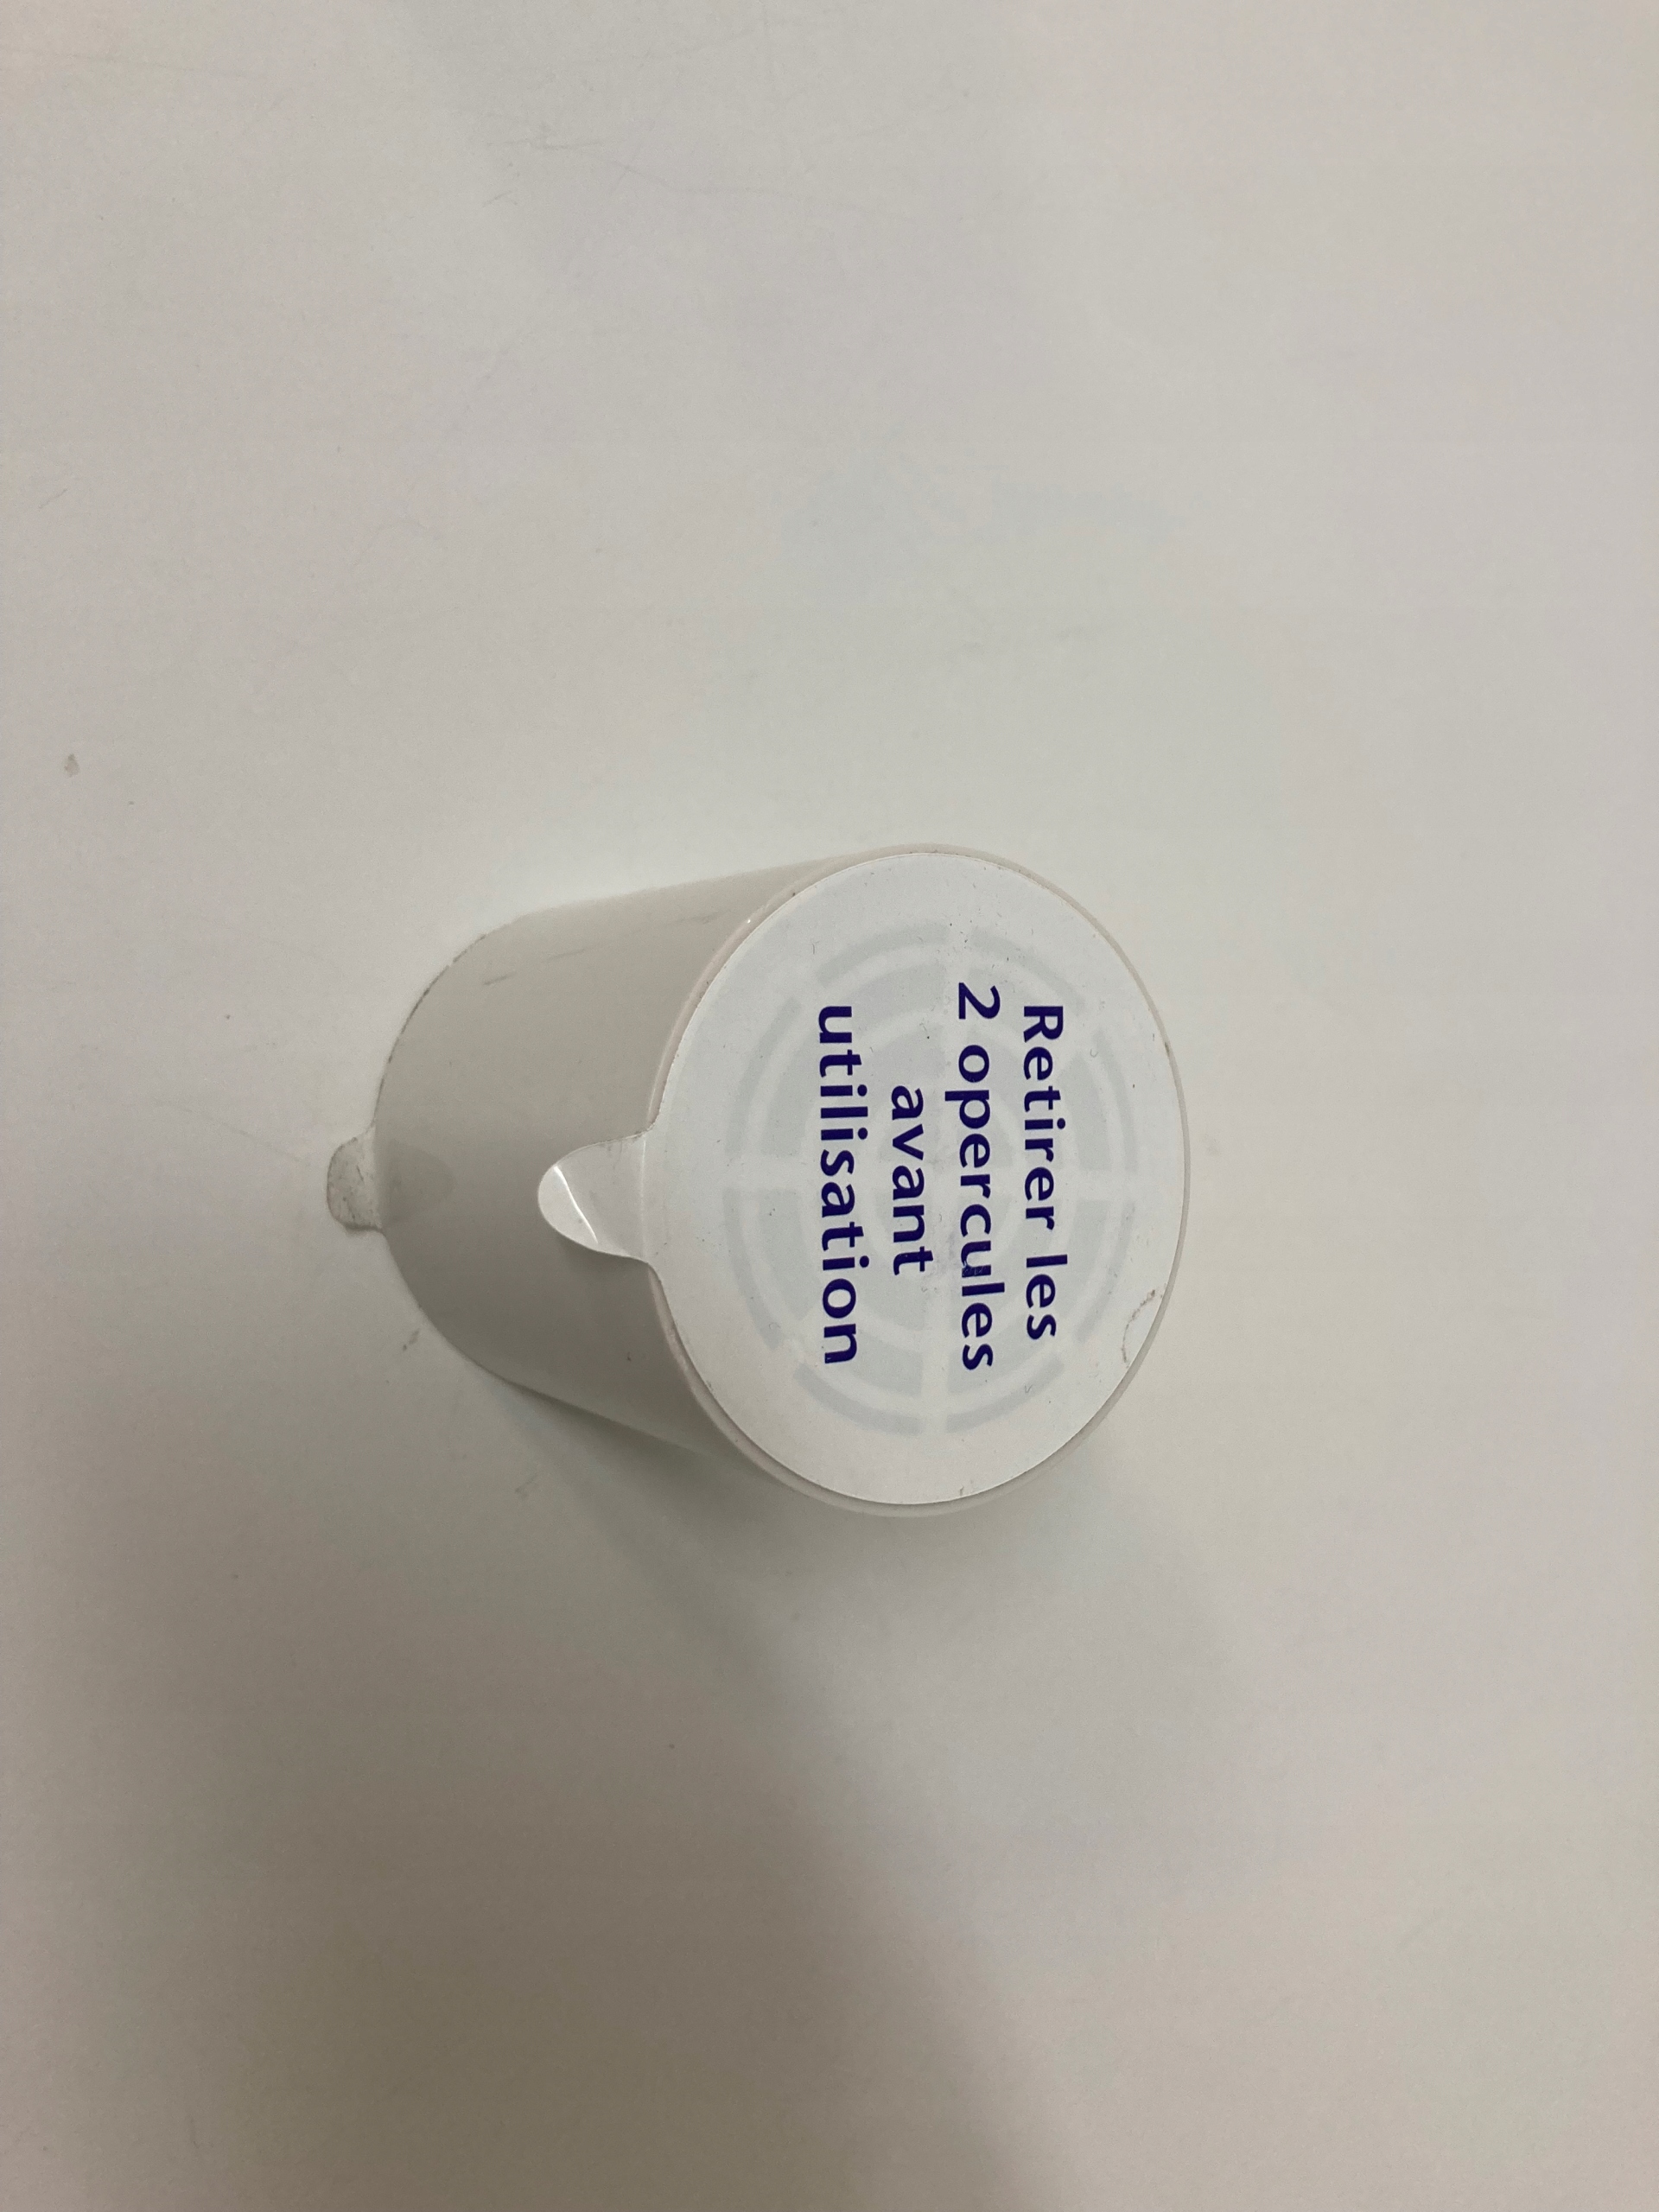 Retirer les
2 opercules
avant
utilisation